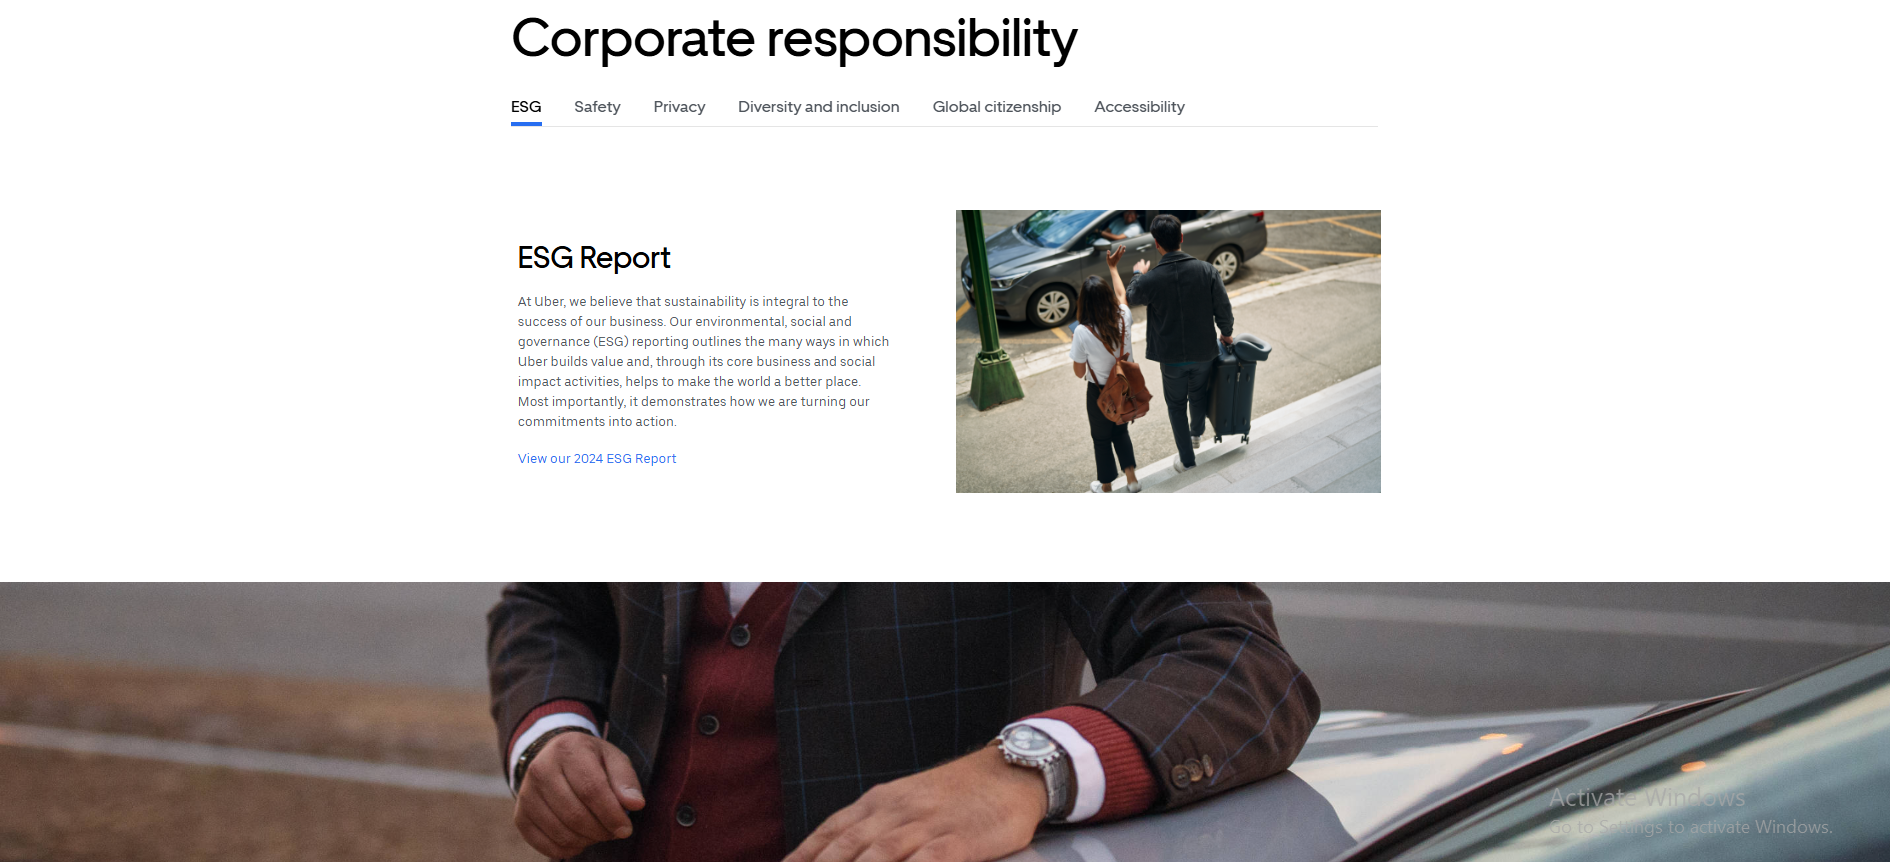 Corporate responsibility
ESG Safety Privacy Diversity and inclusion Global citizenship Accessibility
ESG Report
At Uber, we believe that sustainability is integral to the
success of our business. Our environmental, social and
governance (ESG) reporting outlines the many ways in which
Uber builds value and, through its core business and social
impact activities, helps to make the world a better place.
Most importantly, it demonstrates how we are turning our
commitments into action.
View our 2024 ESG Report
Activate Windows
Go to Settings to activate Windows.